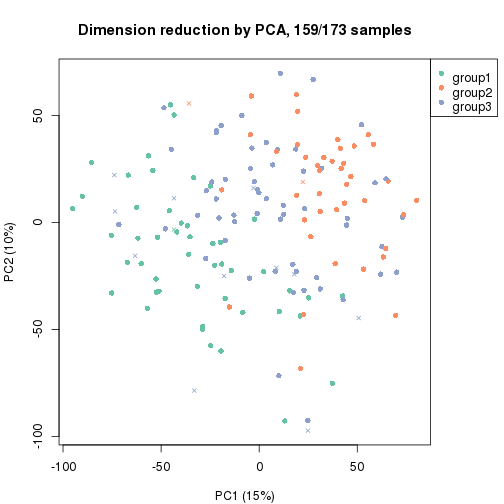 Dimension reduction by PCA, 159/173 samples
group1
group2
group3
50
0
-50
-100
PC2 (10%)
-100 -50 0 50
PC1 (15%)